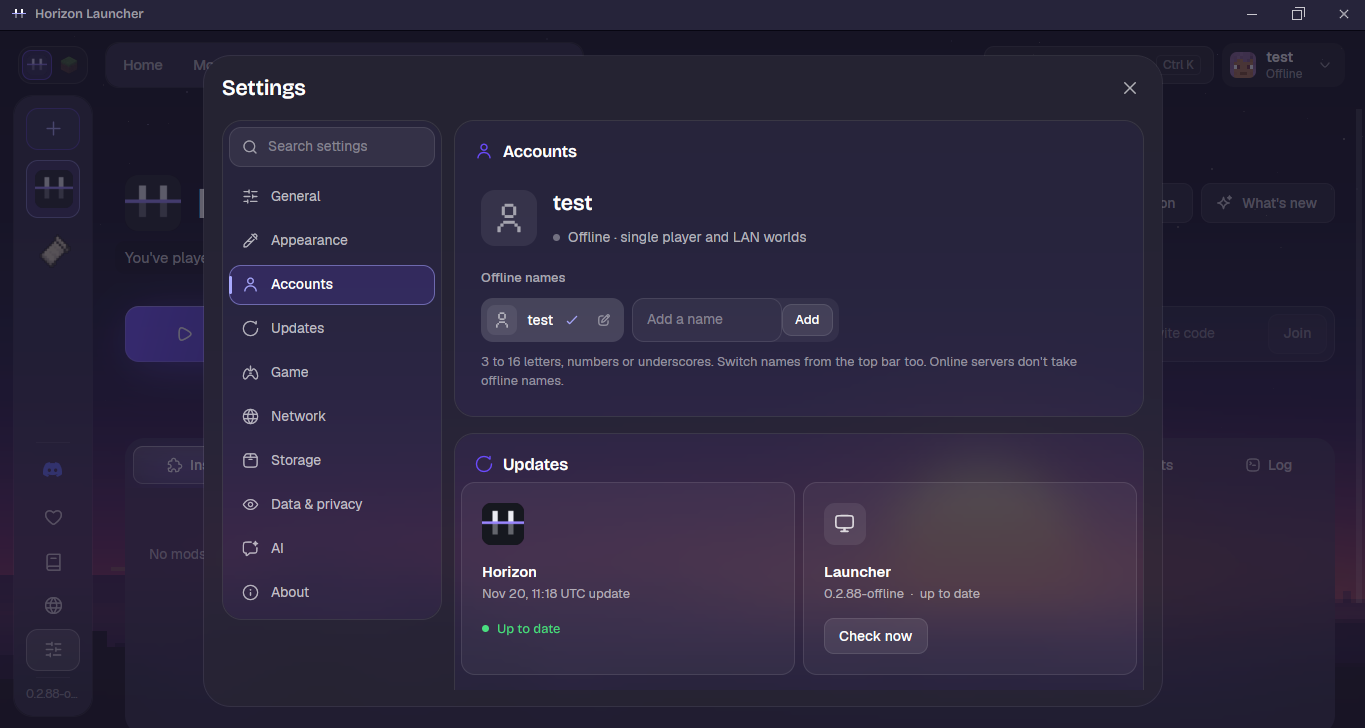 Horizon Launcher
Home
Ctrl K
test
Offline
Settings
Search settings
General
Appearance
Accounts
Updates
Game
Network
Storage
Data & privacy
AI
About
Accounts
test
Offline · single player and LAN worlds
Offline names
test
Add a name
Add
3 to 16 letters, numbers or underscores. Switch names from the top bar too. Online servers don't take
offline names.
Updates
Horizon
Nov 20, 11:18 UTC update
Up to date
Launcher
0.2.88-offline · up to date
Check now
What's new
You've playe
Join
No mods
Log
0.2.88-o...